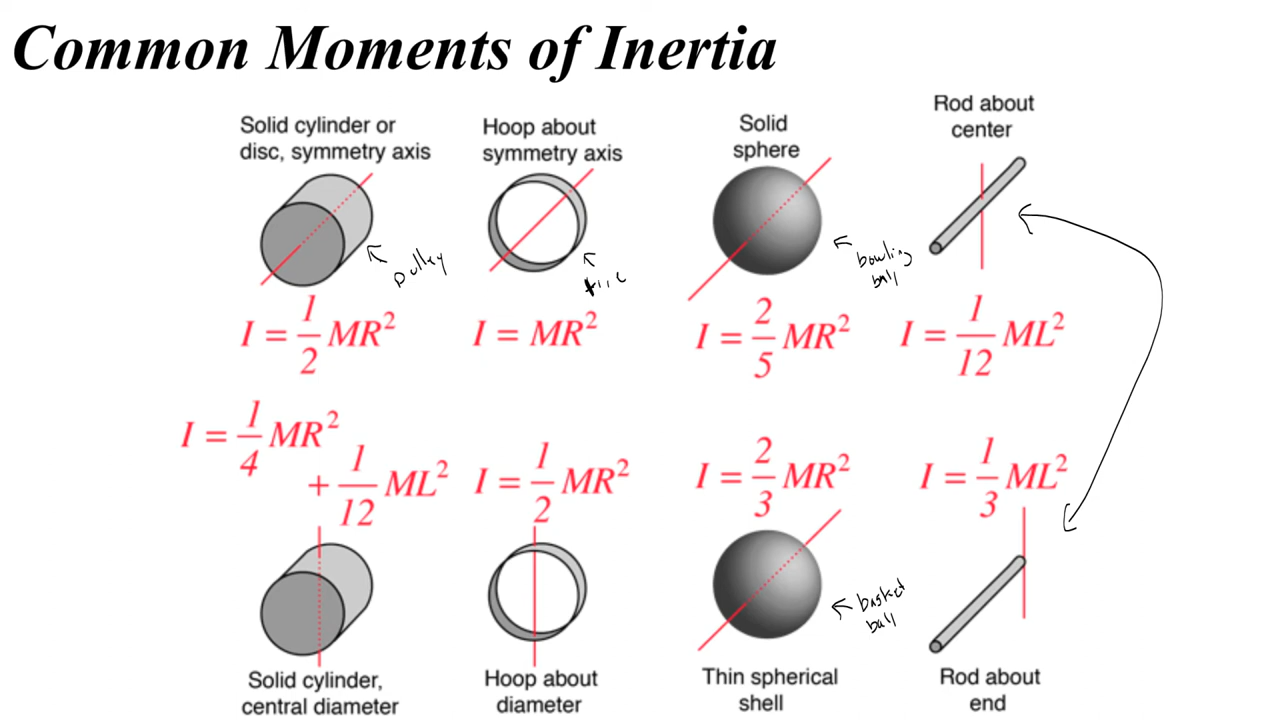 Common Moments of Inertia
Solid cylinder or
disc, symmetry axis
Hoop about
symmetry axis
Solid
sphere
Rod about
center
pulley
bowling
ball
I = 1/2 MR²
I = MR²
I = 2/5 MR²
I = 1/12 ML²
I = 1/4 MR²
+ 1/12 ML²
I = 1/2 MR²
I = 2/3 MR²
I = 1/3 ML²
basket
ball
Solid cylinder,
central diameter
Hoop about
diameter
Thin spherical
shell
Rod about
end